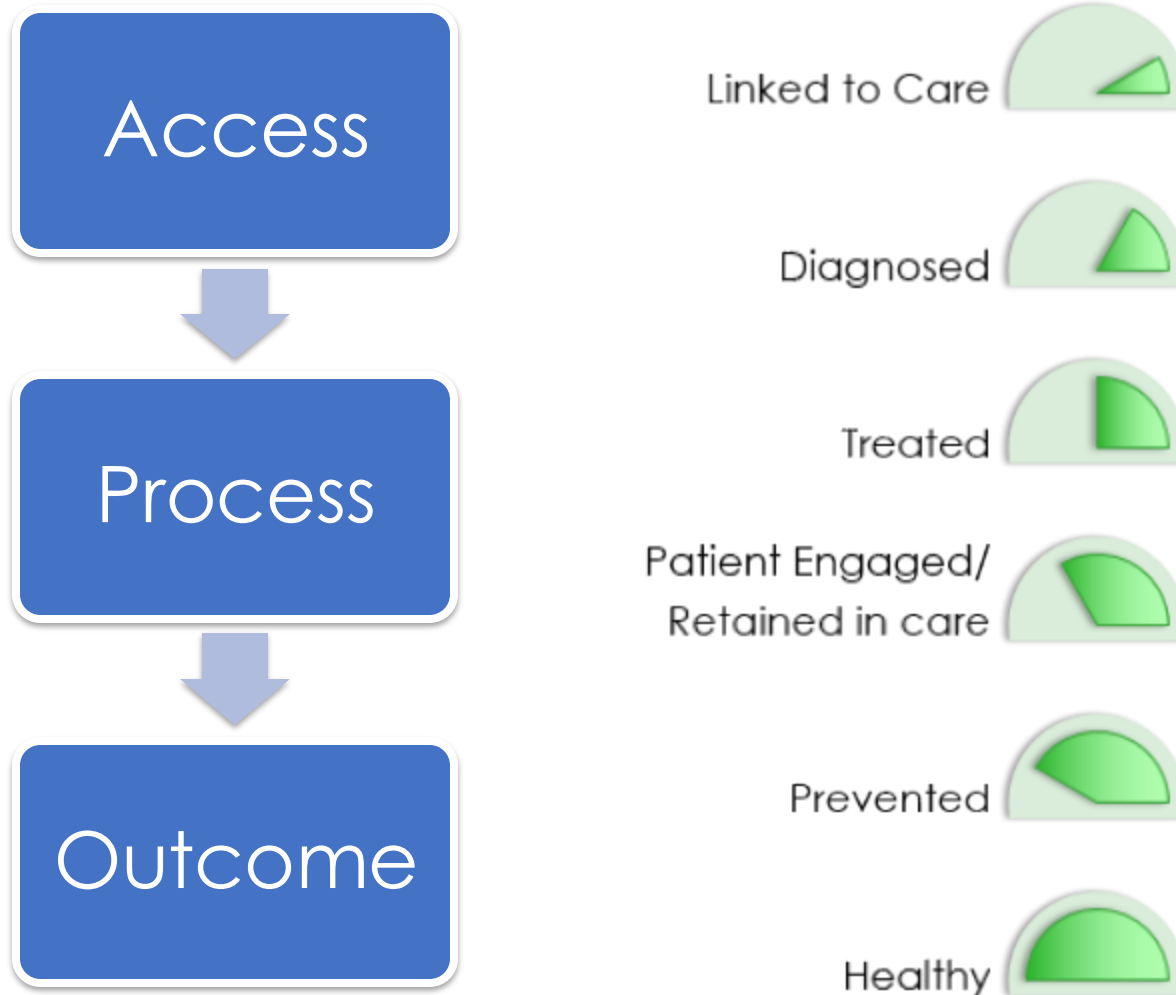 Access
Process
Outcome
Linked to Care
Diagnosed
Treated
Patient Engaged/
Retained in care
Prevented
Healthy